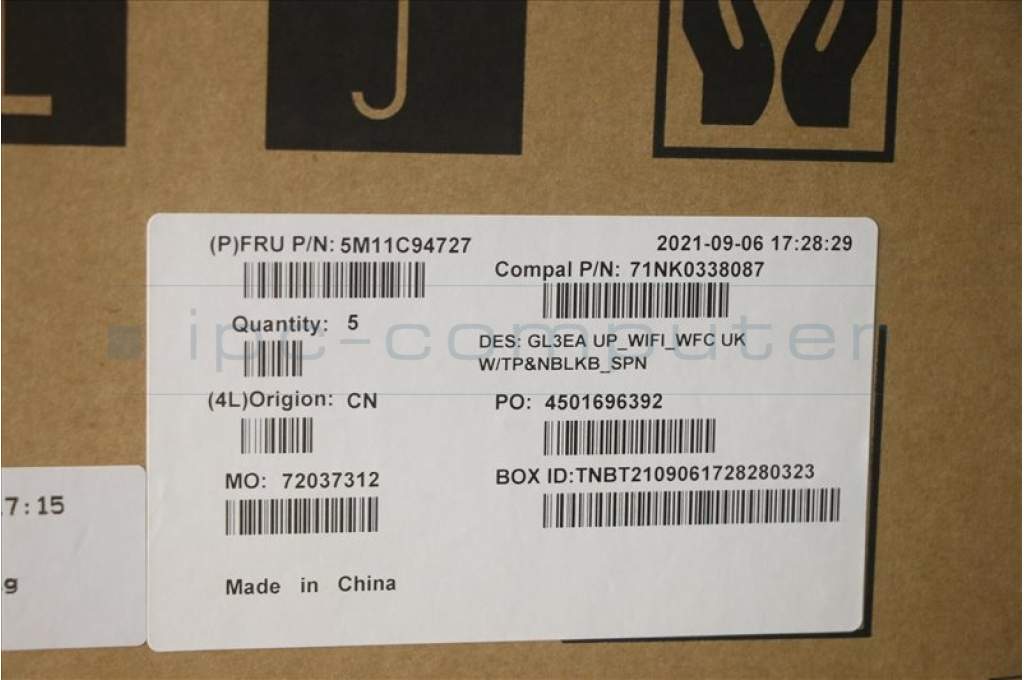 (P)FRU P/N: 5M11C94727
2021-09-06 17:28:29
Compal P/N: 71NK0338087
Quantity: 5
ipc-computer
DES: GL3EA UP_WIFI_WFC UK
W/TP&NBLKB_SPN
(4L)Origion: CN
PO: 4501696392
MO: 72037312
BOX ID:TNBT2109061728280323
Made in China
7:15
g